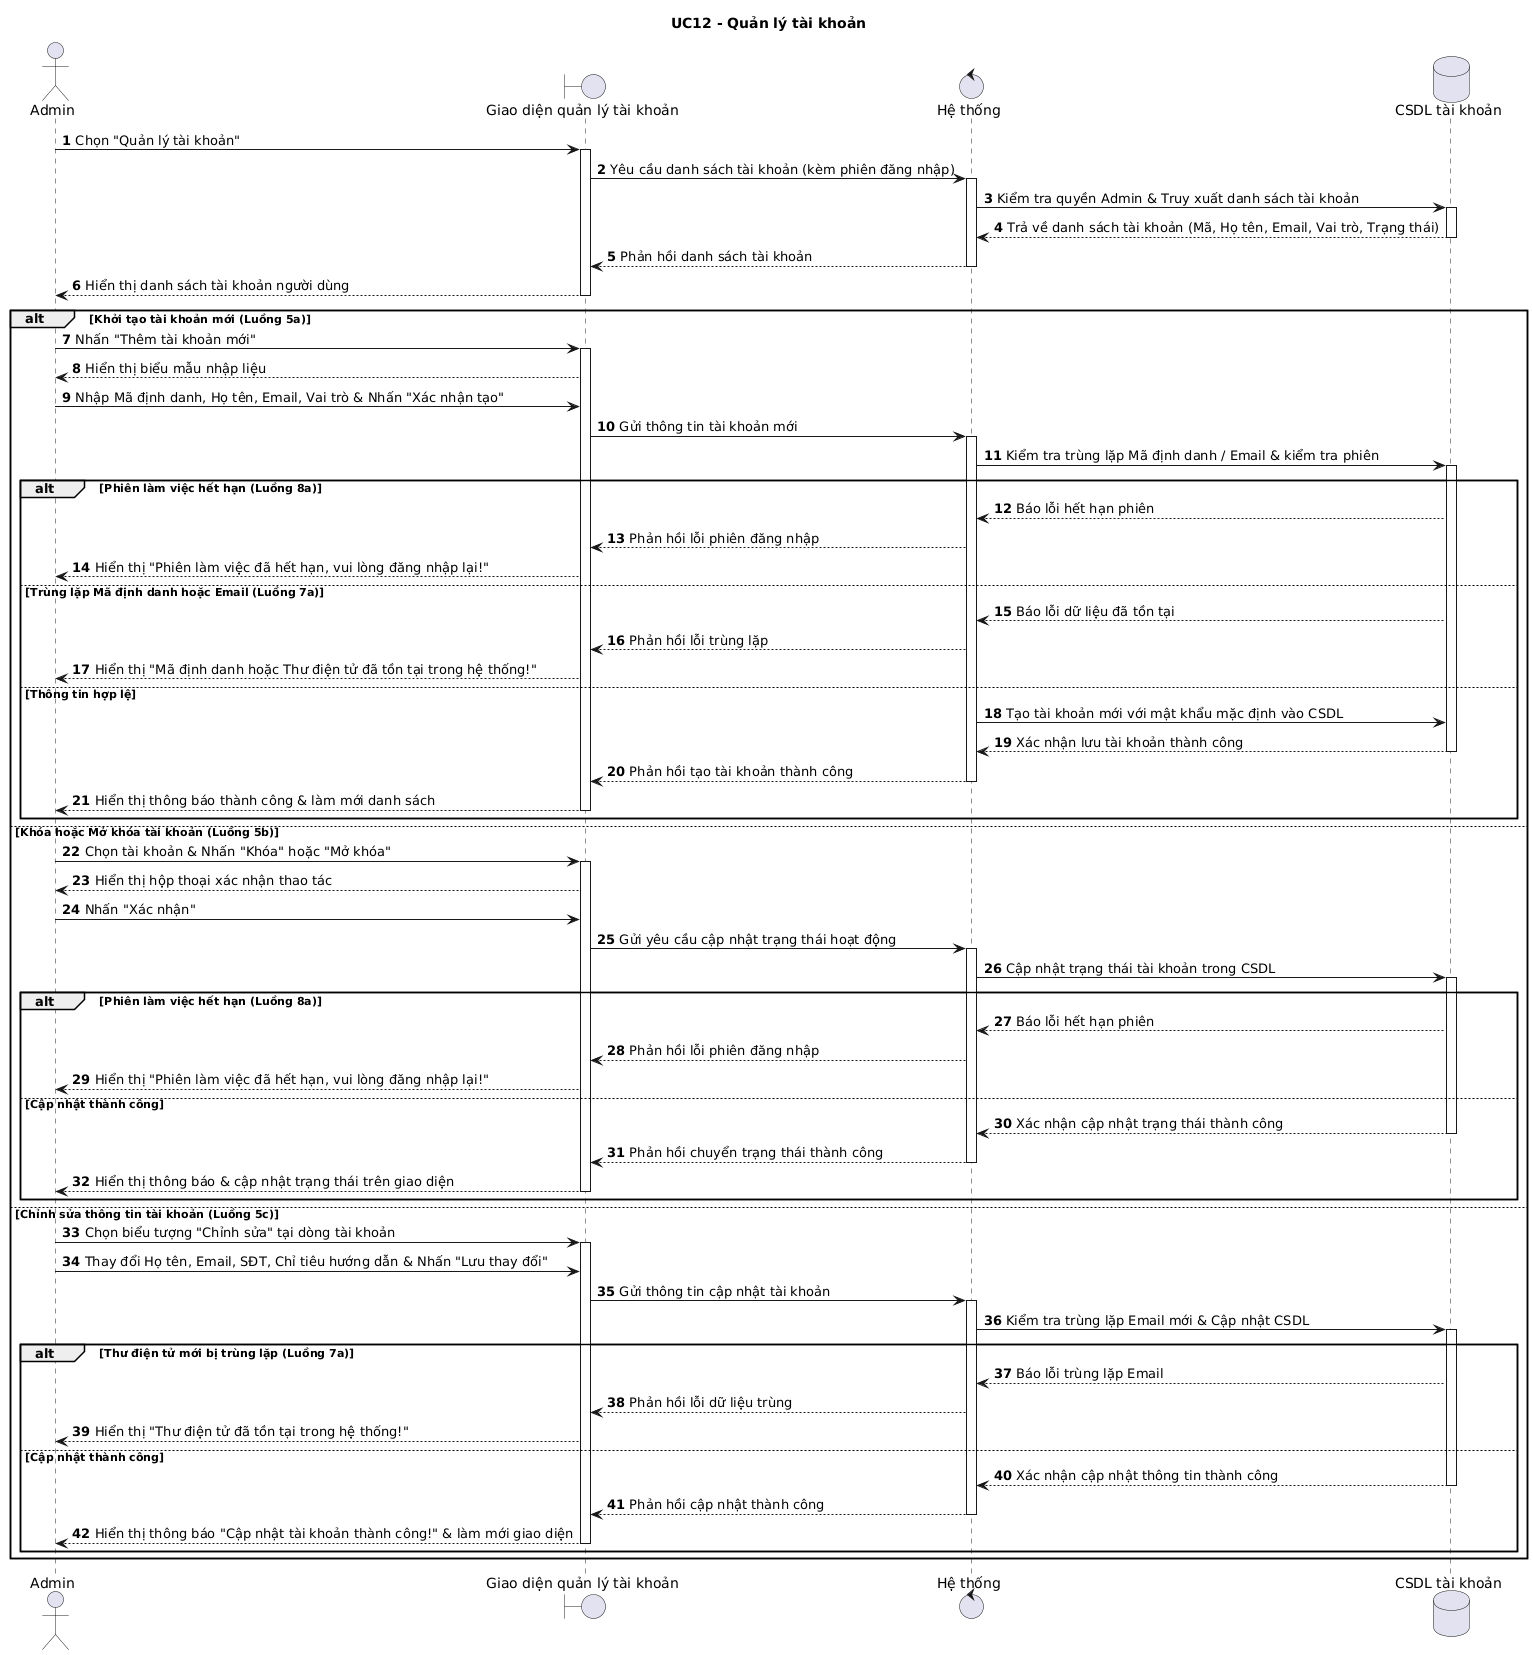 UC12 - Quản lý tài khoản
Admin
Giao diện quản lý tài khoản
Hệ thống
CSDL tài khoản
1 Chọn "Quản lý tài khoản"
2 Yêu cầu danh sách tài khoản (kèm phiên đăng nhập)
3 Kiểm tra quyền Admin & Truy xuất danh sách tài khoản
4 Trả về danh sách tài khoản (Mã, Họ tên, Email, Vai trò, Trạng thái)
5 Phản hồi danh sách tài khoản
6 Hiển thị danh sách tài khoản người dùng
alt [Khởi tạo tài khoản mới (Luồng 5a)]
7 Nhấn "Thêm tài khoản mới"
8 Hiển thị biểu mẫu nhập liệu
9 Nhập Mã định danh, Họ tên, Email, Vai trò & Nhấn "Xác nhận tạo"
10 Gửi thông tin tài khoản mới
11 Kiểm tra trùng lặp Mã định danh / Email & kiểm tra phiên
alt [Phiên làm việc hết hạn (Luồng 8a)]
12 Báo lỗi hết hạn phiên
13 Phản hồi lỗi phiên đăng nhập
14 Hiển thị "Phiên làm việc đã hết hạn, vui lòng đăng nhập lại!"
[Trùng lặp Mã định danh hoặc Email (Luồng 7a)]
15 Báo lỗi dữ liệu đã tồn tại
16 Phản hồi lỗi trùng lặp
17 Hiển thị "Mã định danh hoặc Thư điện tử đã tồn tại trong hệ thống!"
[Thông tin hợp lệ]
18 Tạo tài khoản mới với mật khẩu mặc định vào CSDL
19 Xác nhận lưu tài khoản thành công
20 Phản hồi tạo tài khoản thành công
21 Hiển thị thông báo thành công & làm mới danh sách
[Khóa hoặc Mở khóa tài khoản (Luồng 5b)]
22 Chọn tài khoản & Nhấn "Khóa" hoặc "Mở khóa"
23 Hiển thị hộp thoại xác nhận thao tác
24 Nhấn "Xác nhận"
25 Gửi yêu cầu cập nhật trạng thái hoạt động
26 Cập nhật trạng thái tài khoản trong CSDL
alt [Phiên làm việc hết hạn (Luồng 8a)]
27 Báo lỗi hết hạn phiên
28 Phản hồi lỗi phiên đăng nhập
29 Hiển thị "Phiên làm việc đã hết hạn, vui lòng đăng nhập lại!"
[Cập nhật thành công]
30 Xác nhận cập nhật trạng thái thành công
31 Phản hồi chuyển trạng thái thành công
32 Hiển thị thông báo & cập nhật trạng thái trên giao diện
[Chỉnh sửa thông tin tài khoản (Luồng 5c)]
33 Chọn biểu tượng "Chỉnh sửa" tại dòng tài khoản
34 Thay đổi Họ tên, Email, SĐT, Chỉ tiêu hướng dẫn & Nhấn "Lưu thay đổi"
35 Gửi thông tin cập nhật tài khoản
36 Kiểm tra trùng lặp Email mới & Cập nhật CSDL
alt [Thư điện tử mới bị trùng lặp (Luồng 7a)]
37 Báo lỗi trùng lặp Email
38 Phản hồi lỗi dữ liệu trùng
39 Hiển thị "Thư điện tử đã tồn tại trong hệ thống!"
[Cập nhật thành công]
40 Xác nhận cập nhật thông tin thành công
41 Phản hồi cập nhật thành công
42 Hiển thị thông báo "Cập nhật tài khoản thành công!" & làm mới giao diện
Admin
Giao diện quản lý tài khoản
Hệ thống
CSDL tài khoản